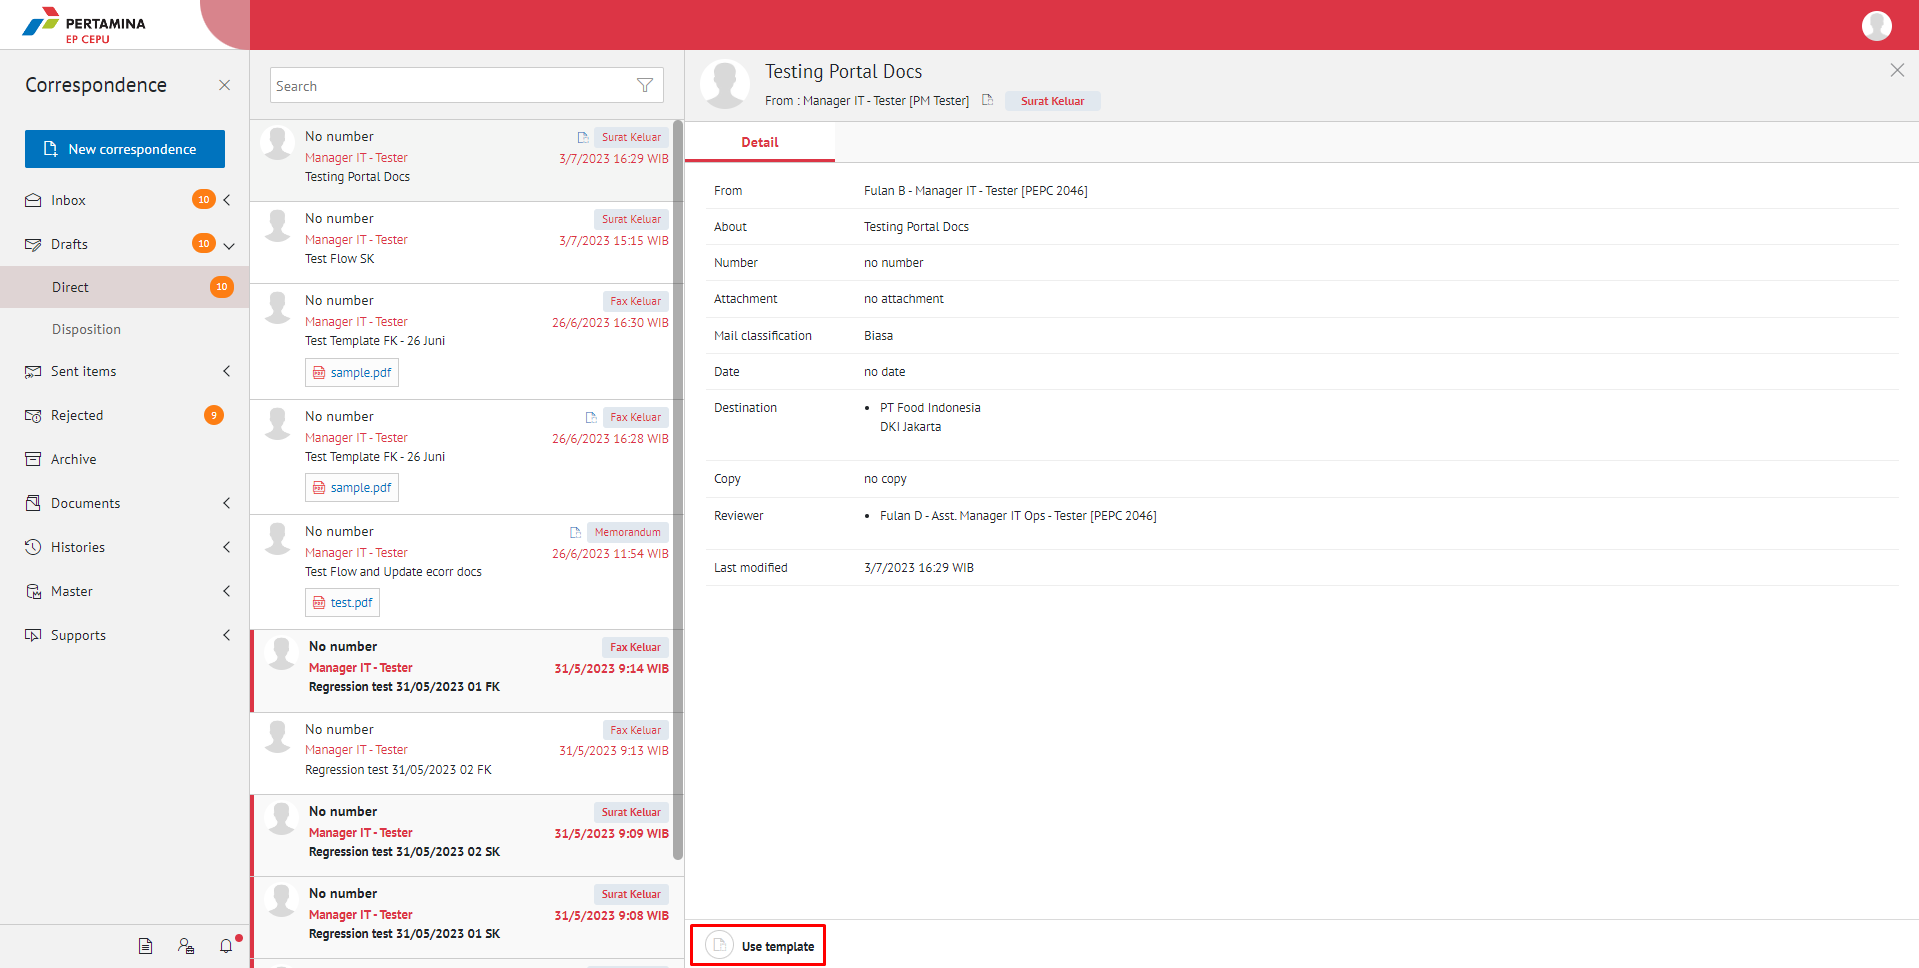 PERTAMINA
EP CEPU
Correspondence
New correspondence
Inbox 10
Drafts 10
Direct 10
Disposition
Sent items
Rejected 9
Archive
Documents
Histories
Master
Supports
Search
No number Surat Keluar
Manager IT - Tester 3/7/2023 16:29 WIB
Testing Portal Docs
No number Surat Keluar
Manager IT - Tester 3/7/2023 15:15 WIB
Test Flow SK
No number Fax Keluar
Manager IT - Tester 26/6/2023 16:30 WIB
Test Template FK - 26 Juni
PDF sample.pdf
No number Fax Keluar
Manager IT - Tester 26/6/2023 16:28 WIB
Test Template FK - 26 Juni
PDF sample.pdf
No number Memorandum
Manager IT - Tester 26/6/2023 11:54 WIB
Test Flow and Update ecorr docs
PDF test.pdf
No number Fax Keluar
Manager IT - Tester 31/5/2023 9:14 WIB
Regression test 31/05/2023 01 FK
No number Fax Keluar
Manager IT - Tester 31/5/2023 9:13 WIB
Regression test 31/05/2023 02 FK
No number Surat Keluar
Manager IT - Tester 31/5/2023 9:09 WIB
Regression test 31/05/2023 02 SK
No number Surat Keluar
Manager IT - Tester 31/5/2023 9:08 WIB
Regression test 31/05/2023 01 SK
Testing Portal Docs
From : Manager IT - Tester [PM Tester] Surat Keluar
Detail
From Fulan B - Manager IT - Tester [PEPC 2046]
About Testing Portal Docs
Number no number
Attachment no attachment
Mail classification Biasa
Date no date
Destination • PT Food Indonesia
DKI Jakarta
Copy no copy
Reviewer • Fulan D - Asst. Manager IT Ops - Tester [PEPC 2046]
Last modified 3/7/2023 16:29 WIB
Use template